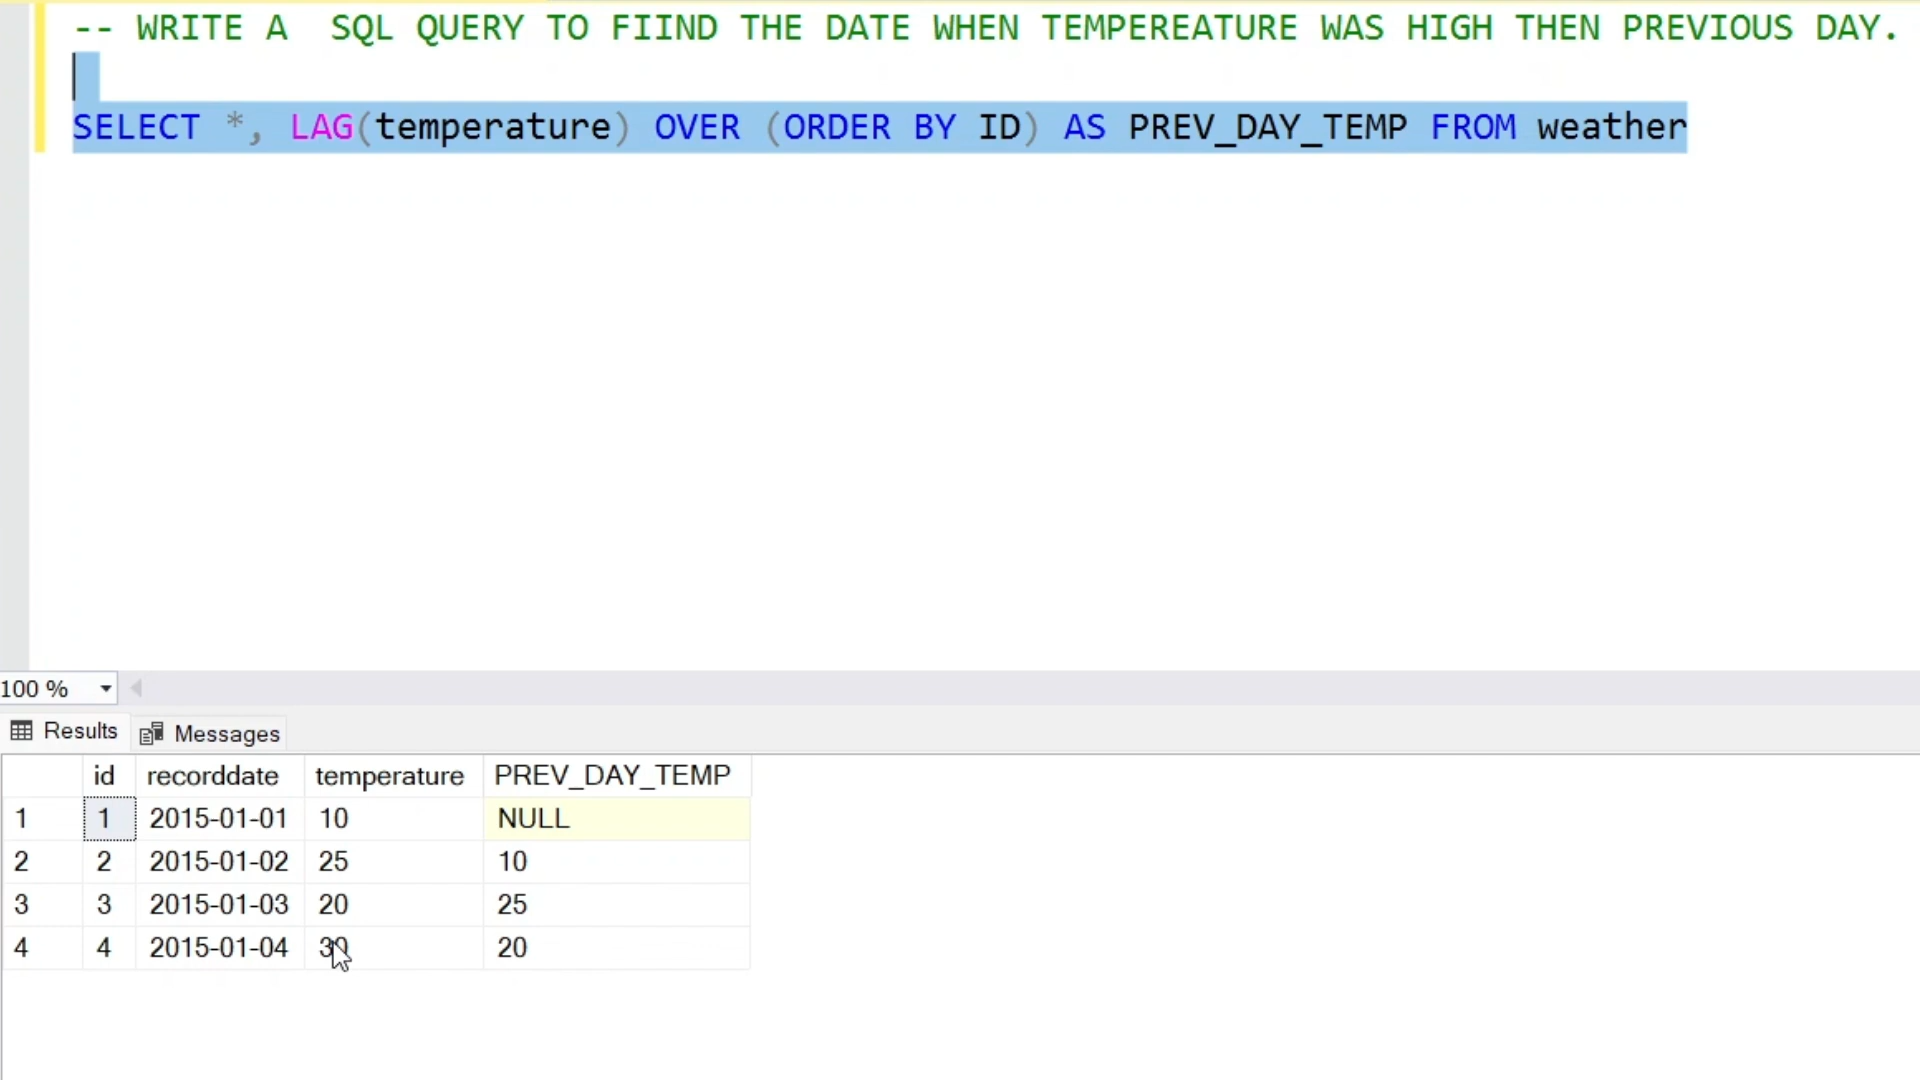 -- WRITE A  SQL QUERY TO FIIND THE DATE WHEN TEMPEREATURE WAS HIGH THEN PREVIOUS DAY.
SELECT *, LAG(temperature) OVER (ORDER BY ID) AS PREV_DAY_TEMP FROM weather
100 %
Results Messages
id recorddate temperature PREV_DAY_TEMP
1 1 2015-01-01 10 NULL
2 2 2015-01-02 25 10
3 3 2015-01-03 20 25
4 4 2015-01-04 30 20